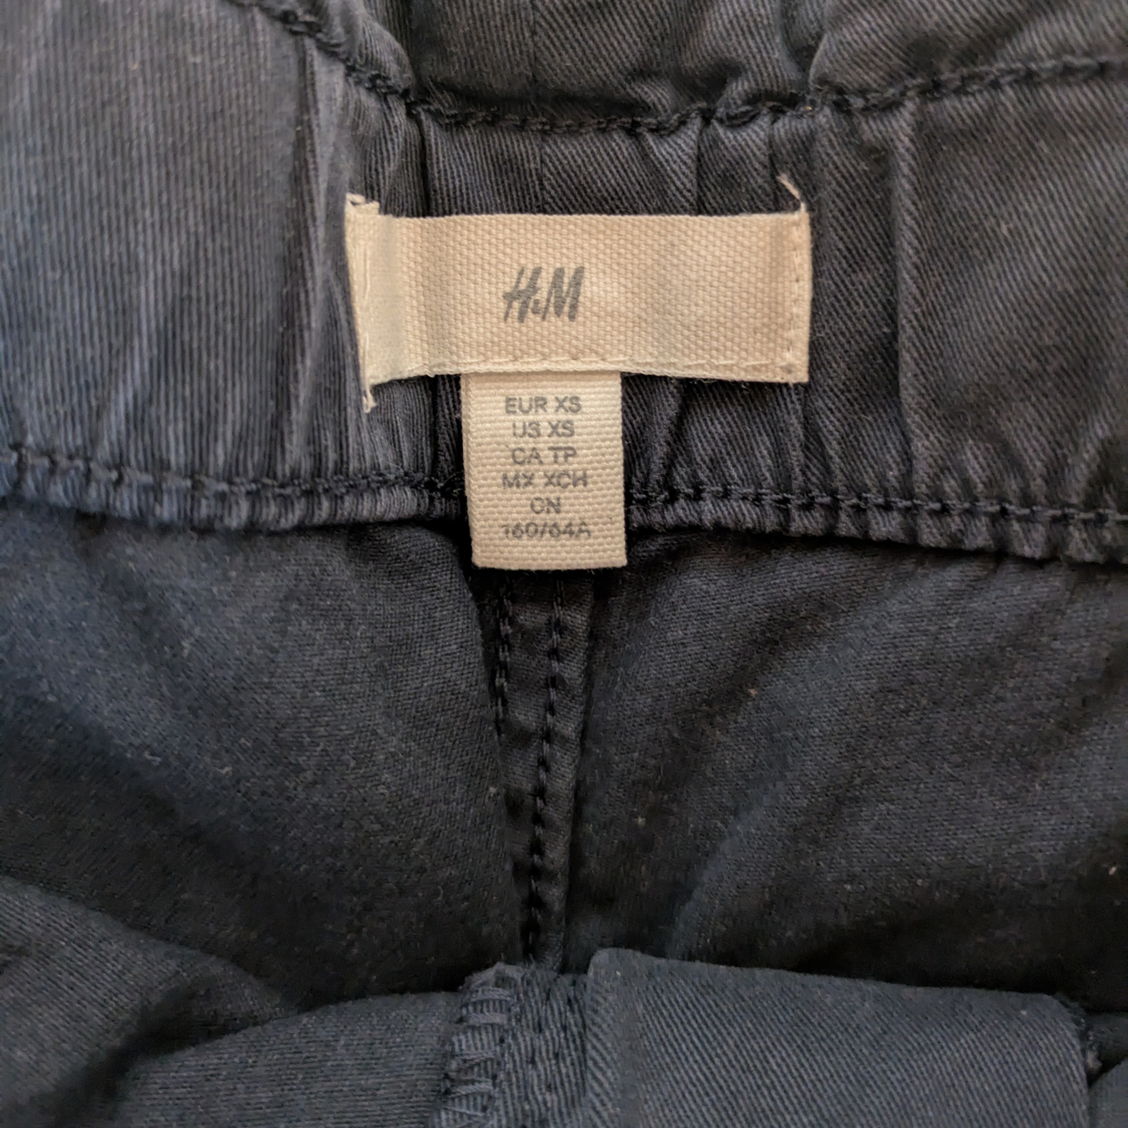 H&M
EUR XS
US XS
CA TP
MX XCH
CN
160/64A